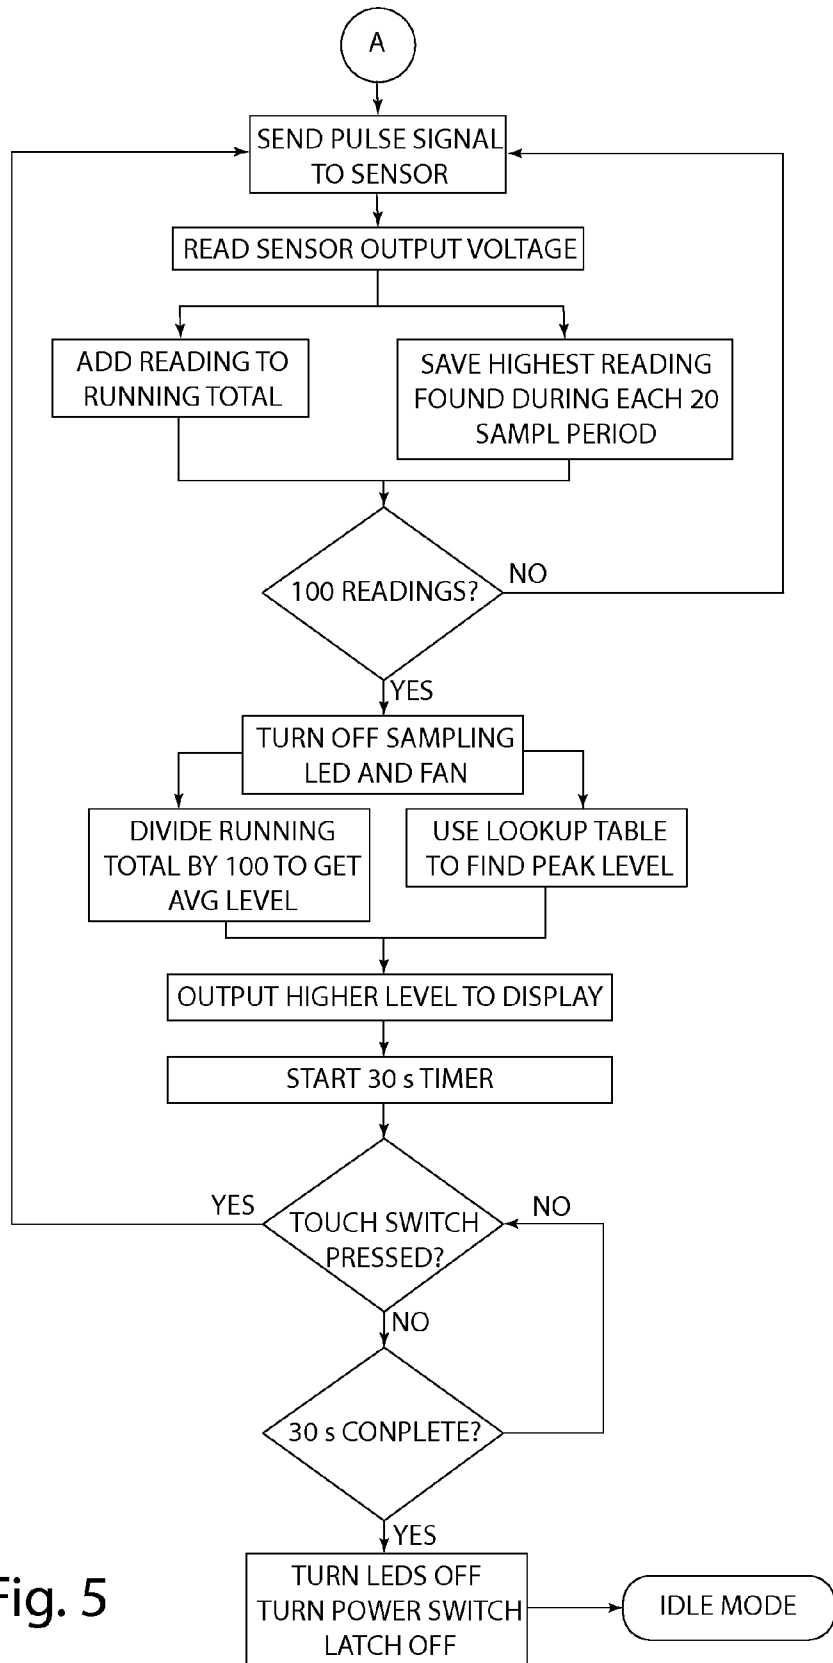 A
SEND PULSE SIGNAL
TO SENSOR
READ SENSOR OUTPUT VOLTAGE
ADD READING TO
RUNNING TOTAL
SAVE HIGHEST READING
FOUND DURING EACH 20
SAMPL PERIOD
100 READINGS?
NO
YES
TURN OFF SAMPLING
LED AND FAN
DIVIDE RUNNING
TOTAL BY 100 TO GET
AVG LEVEL
USE LOOKUP TABLE
TO FIND PEAK LEVEL
OUTPUT HIGHER LEVEL TO DISPLAY
START 30 s TIMER
YES
TOUCH SWITCH
PRESSED?
NO
NO
30 s CONPLETE?
YES
TURN LEDS OFF
TURN POWER SWITCH
LATCH OFF
IDLE MODE
Fig. 5